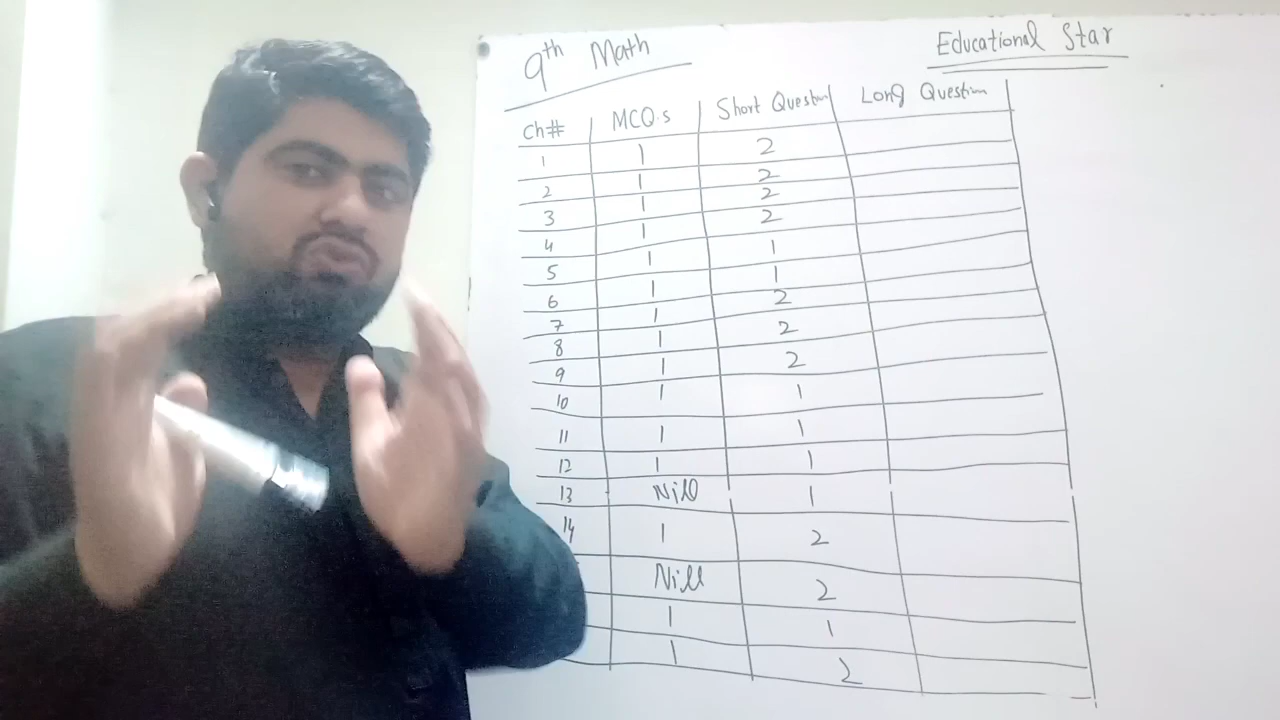 9th Math
Educational Star
Ch# MCQ.s Short Question Long Question
1 1 2
2 1 2
3 1 2
4 1 2
5 1 1
6 1 1
7 1 2
8 1 2
9 1 2
10 1 1
11 1 1
12 1 1
13 Nill 1
14 1 2
Nill 2
1 1
1 2